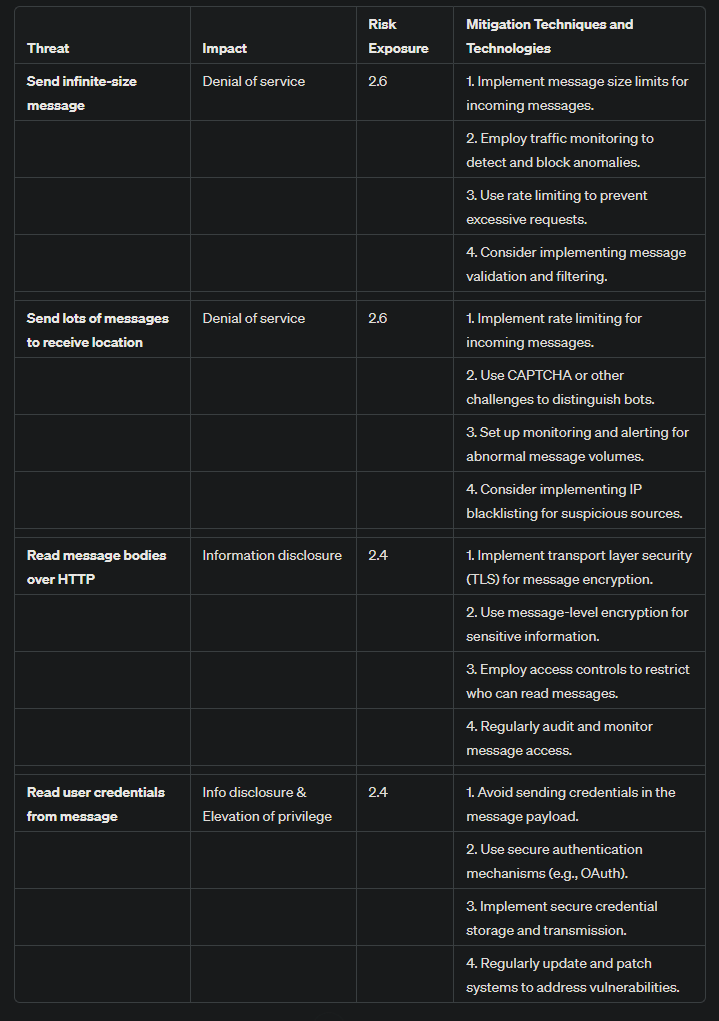 Threat Impact Risk Exposure Mitigation Techniques and Technologies
Send infinite-size message Denial of service 2.6 1. Implement message size limits for incoming messages.
2. Employ traffic monitoring to detect and block anomalies.
3. Use rate limiting to prevent excessive requests.
4. Consider implementing message validation and filtering.
Send lots of messages to receive location Denial of service 2.6 1. Implement rate limiting for incoming messages.
2. Use CAPTCHA or other challenges to distinguish bots.
3. Set up monitoring and alerting for abnormal message volumes.
4. Consider implementing IP blacklisting for suspicious sources.
Read message bodies over HTTP Information disclosure 2.4 1. Implement transport layer security (TLS) for message encryption.
2. Use message-level encryption for sensitive information.
3. Employ access controls to restrict who can read messages.
4. Regularly audit and monitor message access.
Read user credentials from message Info disclosure & Elevation of privilege 2.4 1. Avoid sending credentials in the message payload.
2. Use secure authentication mechanisms (e.g., OAuth).
3. Implement secure credential storage and transmission.
4. Regularly update and patch systems to address vulnerabilities.